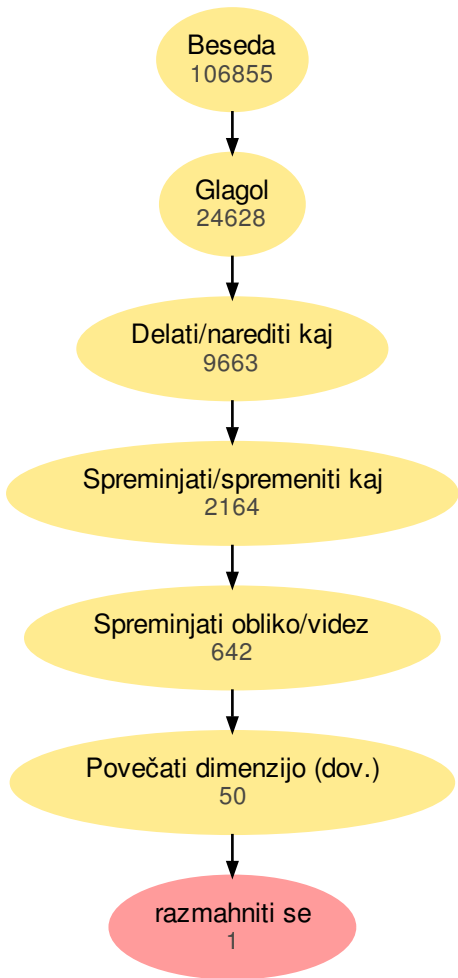 Beseda
106855
Glagol
24628
Delati/narediti kaj
9663
Spreminjati/spremeniti kaj
2164
Spreminjati obliko/videz
642
Povečati dimenzijo (dov.)
50
razmahniti se
1